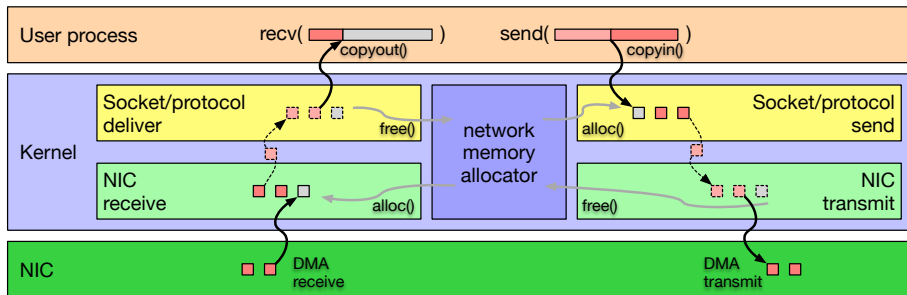 User process
recv( )
copyout()
send( )
copyin()
Kernel
Socket/protocol
deliver
free()
network
memory
allocator
alloc()
Socket/protocol
send
NIC
receive
alloc()
free()
NIC
transmit
NIC
DMA
receive
DMA
transmit